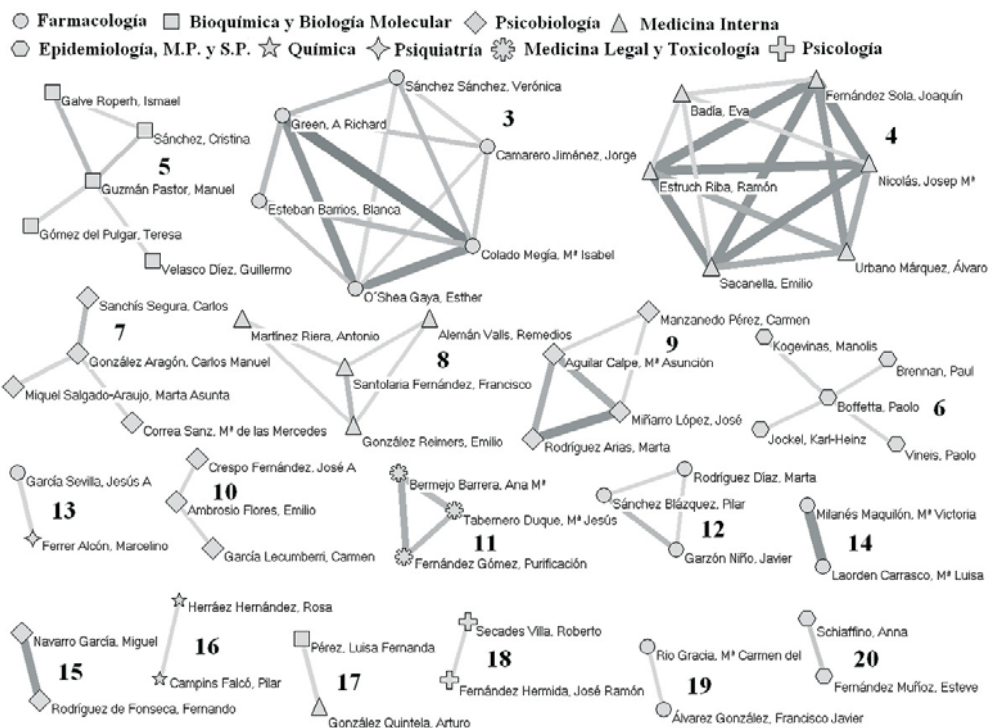 Farmacología Bioquímica y Biología Molecular Psicobiología Medicina Interna
Epidemiología, M.P. y S.P. Química Psiquiatría Medicina Legal y Toxicología Psicología
Galve Roperh, Ismael
Sánchez, Cristina
5
Guzmán Pastor, Manuel
Gómez del Pulgar, Teresa
Velasco Díez, Guillermo
Sánchez Sánchez, Verónica
3
Green, A Richard
Camarero Jiménez, Jorge
Esteban Barrios, Blanca
Colado Megía, Mª Isabel
O´Shea Gaya, Esther
Fernández Sola, Joaquín
Badía, Eva
4
Estruch Riba, Ramón
Nicolás, Josep Mª
Urbano Márquez, Álvaro
Sacanella, Emilio
Sanchís Segura, Carlos
7
González Aragón, Carlos Manuel
Miquel Salgado-Araujo, Marta Asunta
Correa Sanz, Mª de las Mercedes
Martínez Riera, Antonio
Alemán Valls, Remedios
8
Santolaria Fernández, Francisco
González Reimers, Emilio
Manzanedo Pérez, Carmen
9
Aguilar Calpe, Mª Asunción
Miñarro López, José
Rodríguez Arias, Marta
Kogevinas, Manolis
Brennan, Paul
Boffetta, Paolo
6
Jockel, Karl-Heinz
Vineis, Paolo
García Sevilla, Jesús A
13
Ferrer Alcón, Marcelino
Crespo Fernández, José A
10
Ambrosio Flores, Emilio
García Lecumberri, Carmen
Bermejo Barrera, Ana Mª
Tabernero Duque, Mª Jesús
11
Fernández Gómez, Purificación
Rodríguez Díaz, Marta
Sánchez Blázquez, Pilar
12
Garzón Niño, Javier
Milanés Maquilón, Mª Victoria
14
Laorden Carrasco, Mª Luisa
Navarro García, Miguel
15
Rodríguez de Fonseca, Fernando
Herráez Hernández, Rosa
16
Campins Falcó, Pilar
Pérez, Luisa Fernanda
17
González Quintela, Arturo
Secades Villa, Roberto
18
Fernández Hermida, José Ramón
Rio Gracia, Mª Carmen del
19
Álvarez González, Francisco Javier
Schiaffino, Anna
20
Fernández Muñoz, Esteve